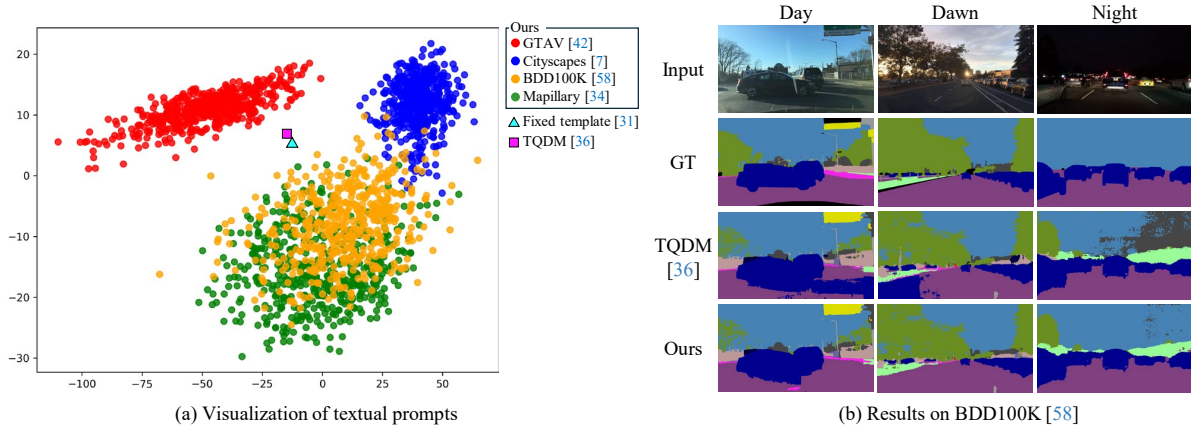 Ours
GTAV [42]
Cityscapes [7]
BDD100K [58]
Mapillary [34]
Fixed template [31]
TQDM [36]
20
10
0
−10
−20
−30
−100
−75
−50
−25
0
25
50
(a) Visualization of textual prompts
Day
Dawn
Night
Input
GT
TQDM
[36]
Ours
(b) Results on BDD100K [58]